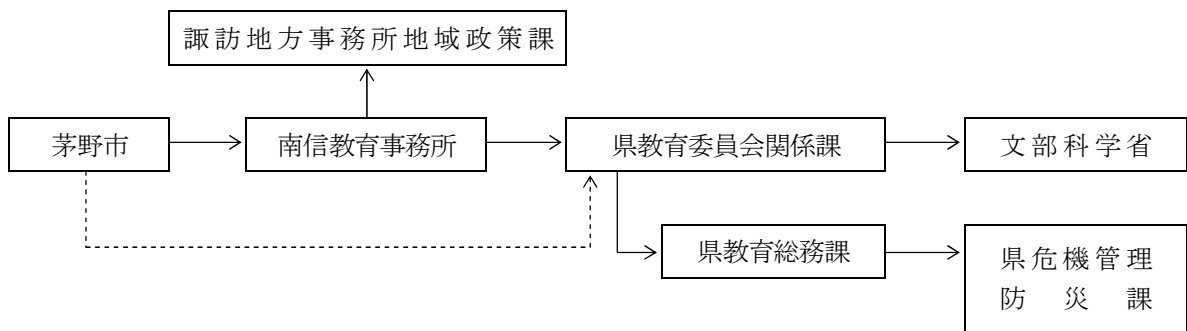 諏訪地方事務所地域政策課
茅野市
南信教育事務所
県教育委員会関係課
文部科学省
県教育総務課
県危機管理
防災課